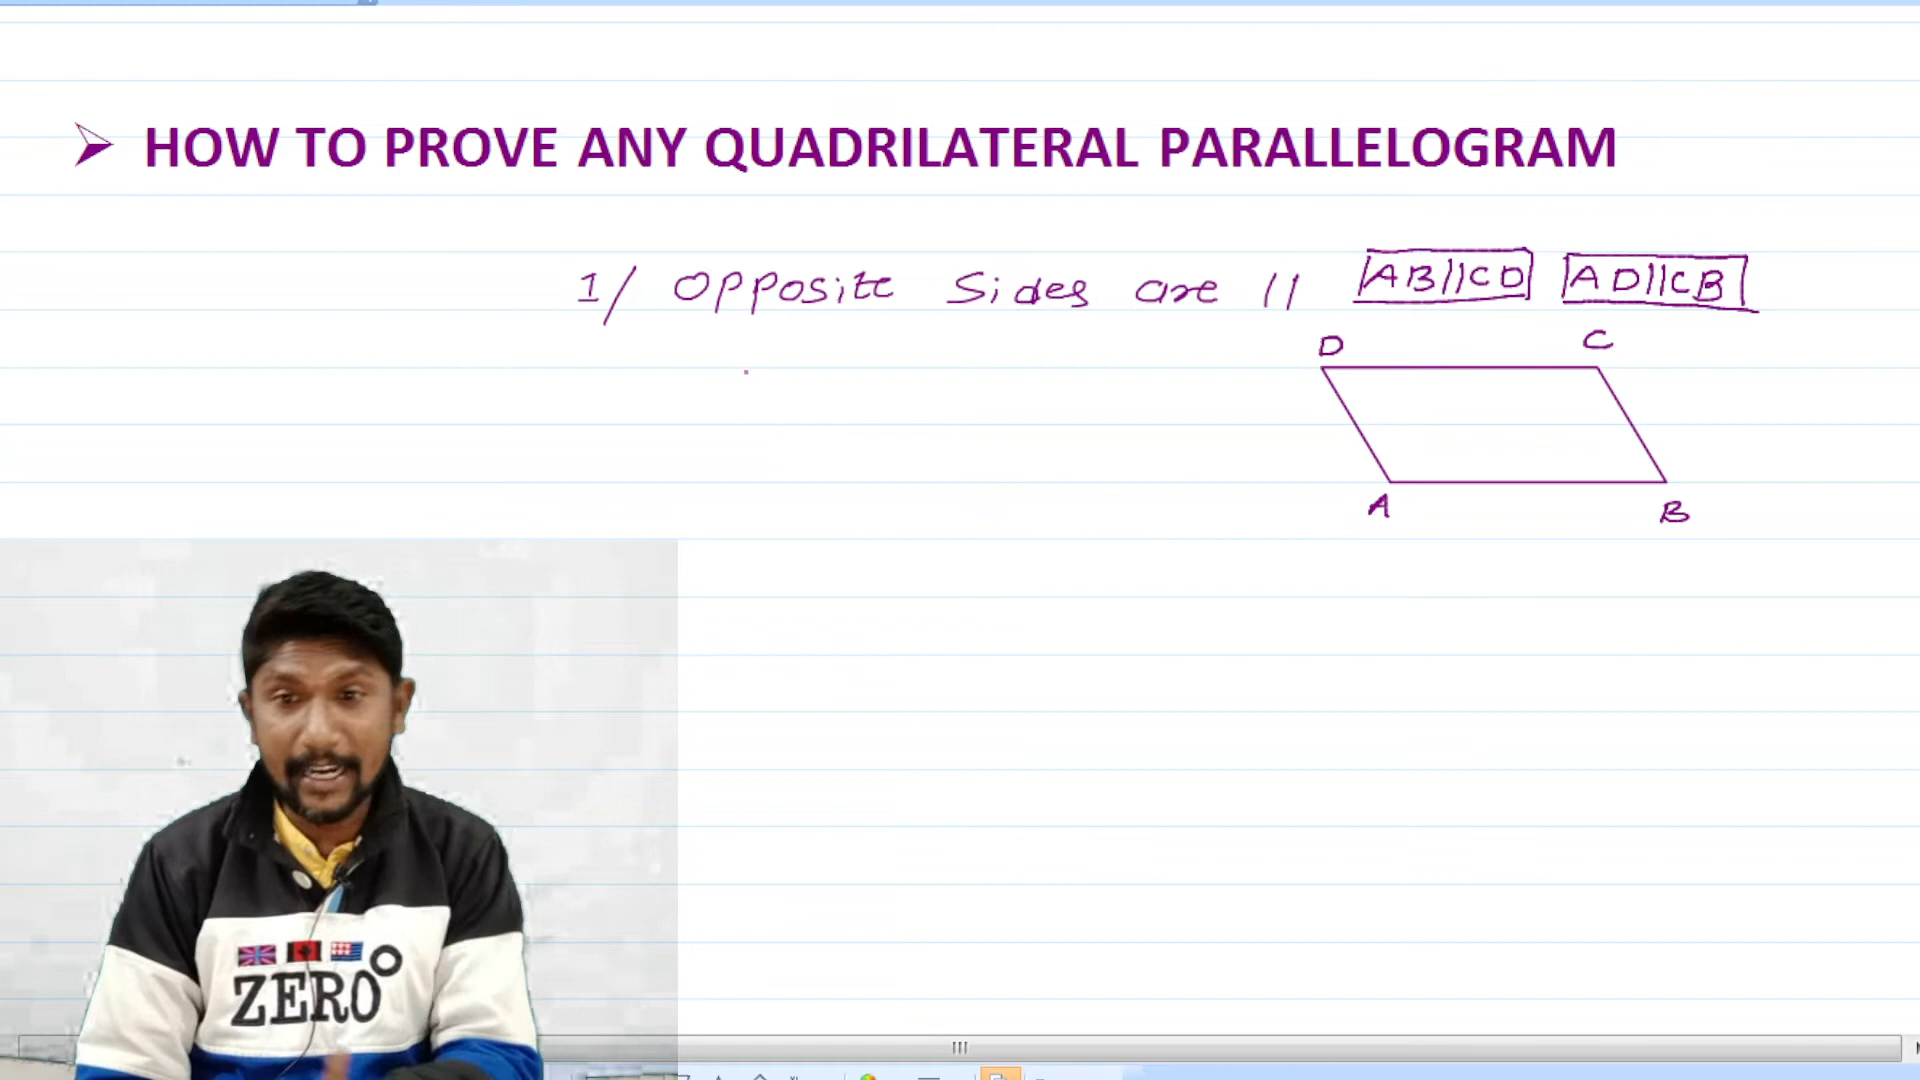 HOW TO PROVE ANY QUADRILATERAL PARALLELOGRAM
1/ Opposite Sides are || AB||CD AD||CB
D C
A B
ZERO°